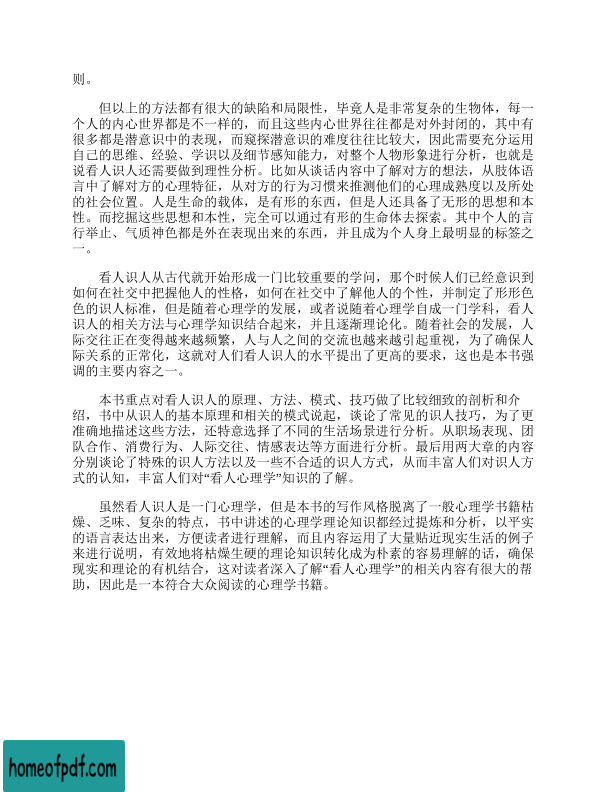 则。
但以上的方法都有很大的缺陷和局限性，毕竟人是非常复杂的生物体，每一
个人的内心世界都是不一样的，而且这些内心世界往往都是对外封闭的，其中有
很多都是潜意识中的表现，而窥探潜意识的难度往往比较大，因此需要充分运用
自己的思维、经验、学识以及细节感知能力，对整个人物形象进行分析，也就是
说看人识人还需要做到理性分析。比如从谈话内容中了解对方的想法，从肢体语
言中了解对方的心理特征，从对方的行为习惯来推测他们的心理成熟度以及所处
的社会位置。人是生命的载体，是有形的东西，但是人还具备了无形的思想和本
性。而挖掘这些思想和本性，完全可以通过有形的生命体去探索。其中个人的言
行举止、气质神色都是外在表现出来的东西，并且成为个人身上最明显的标签之
一。
看人识人从古代就开始形成一门比较重要的学问，那个时候人们已经意识到
如何在社交中把握他人的性格，如何在社交中了解他人的个性，并制定了形形色
色的识人标准，但是随着心理学的发展，或者说随着心理学自成一门学科，看人
识人的相关方法与心理学知识结合起来，并且逐渐理论化。随着社会的发展，人
际交往正在变得越来越频繁，人与人之间的交流也越来越引起重视，为了确保人
际关系的正常化，这就对人们看人识人的水平提出了更高的要求，这也是本书强
调的主要内容之一。
本书重点对看人识人的原理、方法、模式、技巧做了比较细致的剖析和介
绍，书中从识人的基本原理和相关的模式说起，谈论了常见的识人技巧，为了更
准确地描述这些方法，还特意选择了不同的生活场景进行分析。从职场表现、团
队合作、消费行为、人际交往、情感表达等方面进行分析。最后用两大章的内容
分别谈论了特殊的识人方法以及一些不合适的识人方式，从而丰富人们对识人方
式的认知，丰富人们对“看人心理学”知识的了解。
虽然看人识人是一门心理学，但是本书的写作风格脱离了一般心理学书籍枯
燥、乏味、复杂的特点，书中讲述的心理学理论知识都经过提炼和分析，以平实
的语言表达出来，方便读者进行理解，而且内容运用了大量贴近现实生活的例子
来进行说明，有效地将枯燥生硬的理论知识转化成为朴素的容易理解的话，确保
现实和理论的有机结合，这对读者深入了解“看人心理学”的相关内容有很大的帮
助，因此是一本符合大众阅读的心理学书籍。
homeofpdf.com